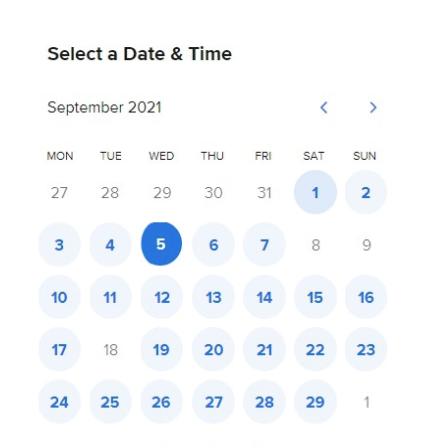 Select a Date & Time
September 2021
MON TUE WED THU FRI SAT SUN
27 28 29 30 31 1 2
3 4 5 6 7 8 9
10 11 12 13 14 15 16
17 18 19 20 21 22 23
24 25 26 27 28 29 1